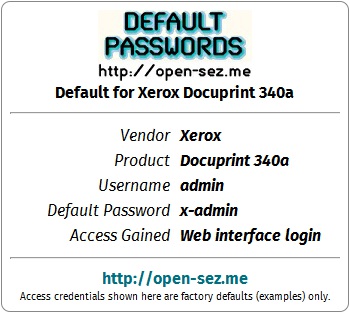 DEFAULT
PASSWORDS
http://open-sez.me
Default for Xerox Docuprint 340a
Vendor Xerox
Product Docuprint 340a
Username admin
Default Password x-admin
Access Gained Web interface login
http://open-sez.me
Access credentials shown here are factory defaults (examples) only.